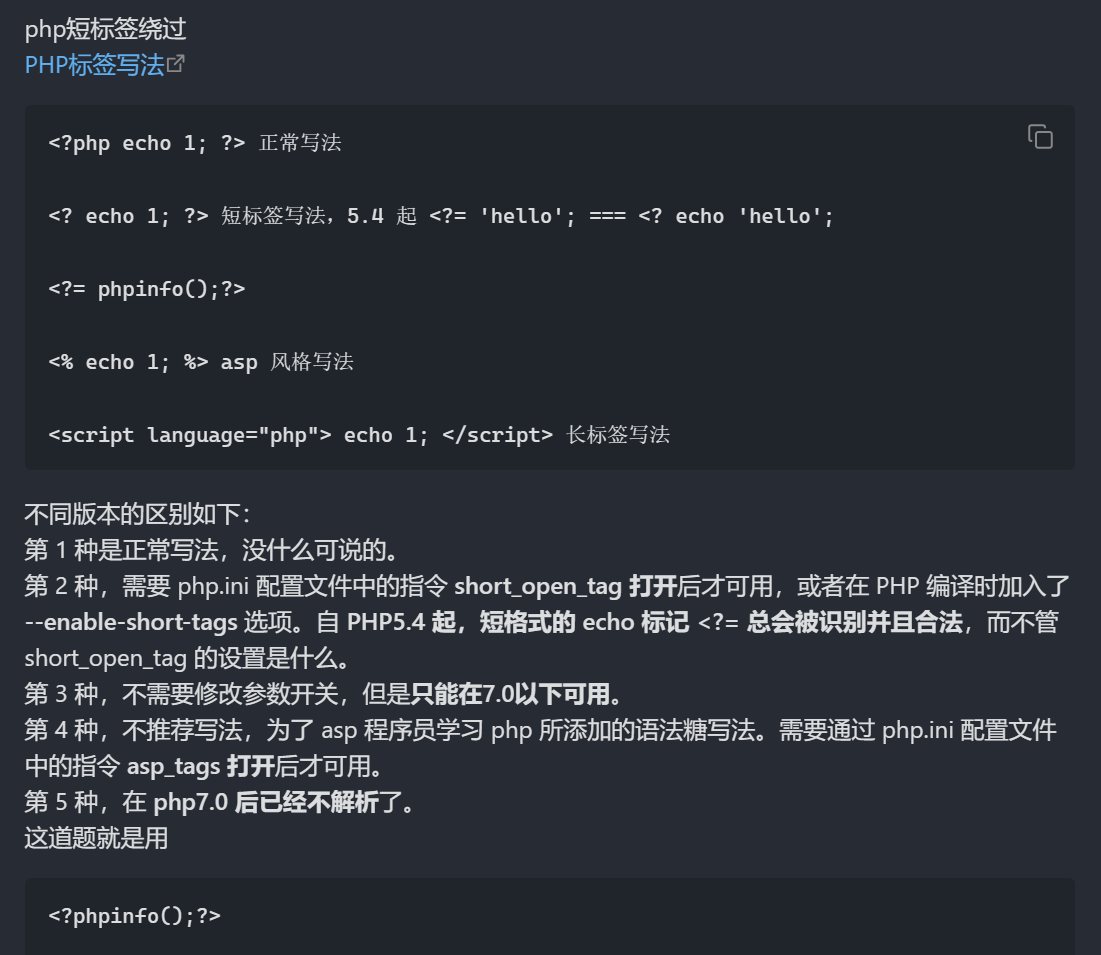 php短标签绕过
PHP标签写法
<?php echo 1; ?> 正常写法
<? echo 1; ?> 短标签写法，5.4 起 <?= 'hello'; === <? echo 'hello';
<?= phpinfo();?>
<% echo 1; %> asp 风格写法
<script language="php"> echo 1; </script> 长标签写法
不同版本的区别如下：
第 1 种是正常写法，没什么可说的。
第 2 种，需要 php.ini 配置文件中的指令 short_open_tag 打开后才可用，或者在 PHP 编译时加入了
--enable-short-tags 选项。自 PHP5.4 起，短格式的 echo 标记 <?= 总会被识别并且合法，而不管
short_open_tag 的设置是什么。
第 3 种，不需要修改参数开关，但是只能在7.0以下可用。
第 4 种，不推荐写法，为了 asp 程序员学习 php 所添加的语法糖写法。需要通过 php.ini 配置文件
中的指令 asp_tags 打开后才可用。
第 5 种，在 php7.0 后已经不解析了。
这道题就是用
<?phpinfo();?>